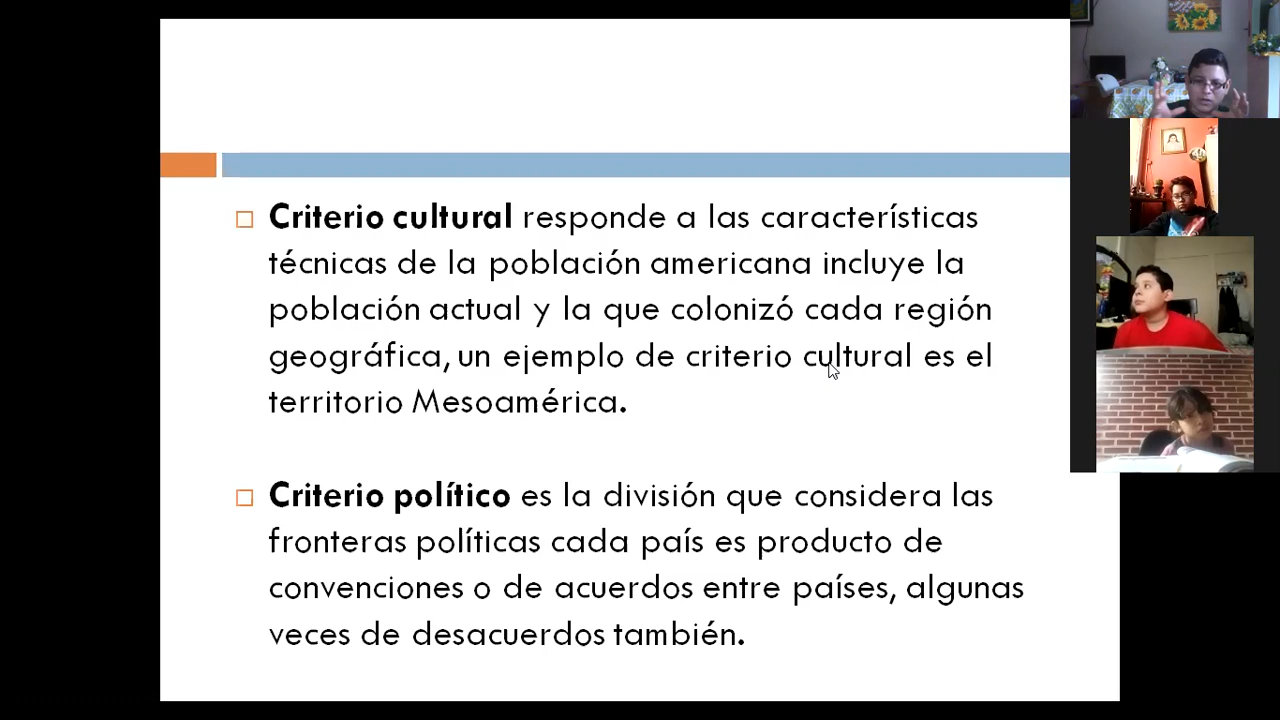 Criterio cultural responde a las características
técnicas de la población americana incluye la
población actual y la que colonizó cada región
geográfica, un ejemplo de criterio cultural es el
territorio Mesoamérica.
Criterio político es la división que considera las
fronteras políticas cada país es producto de
convenciones o de acuerdos entre países, algunas
veces de desacuerdos también.